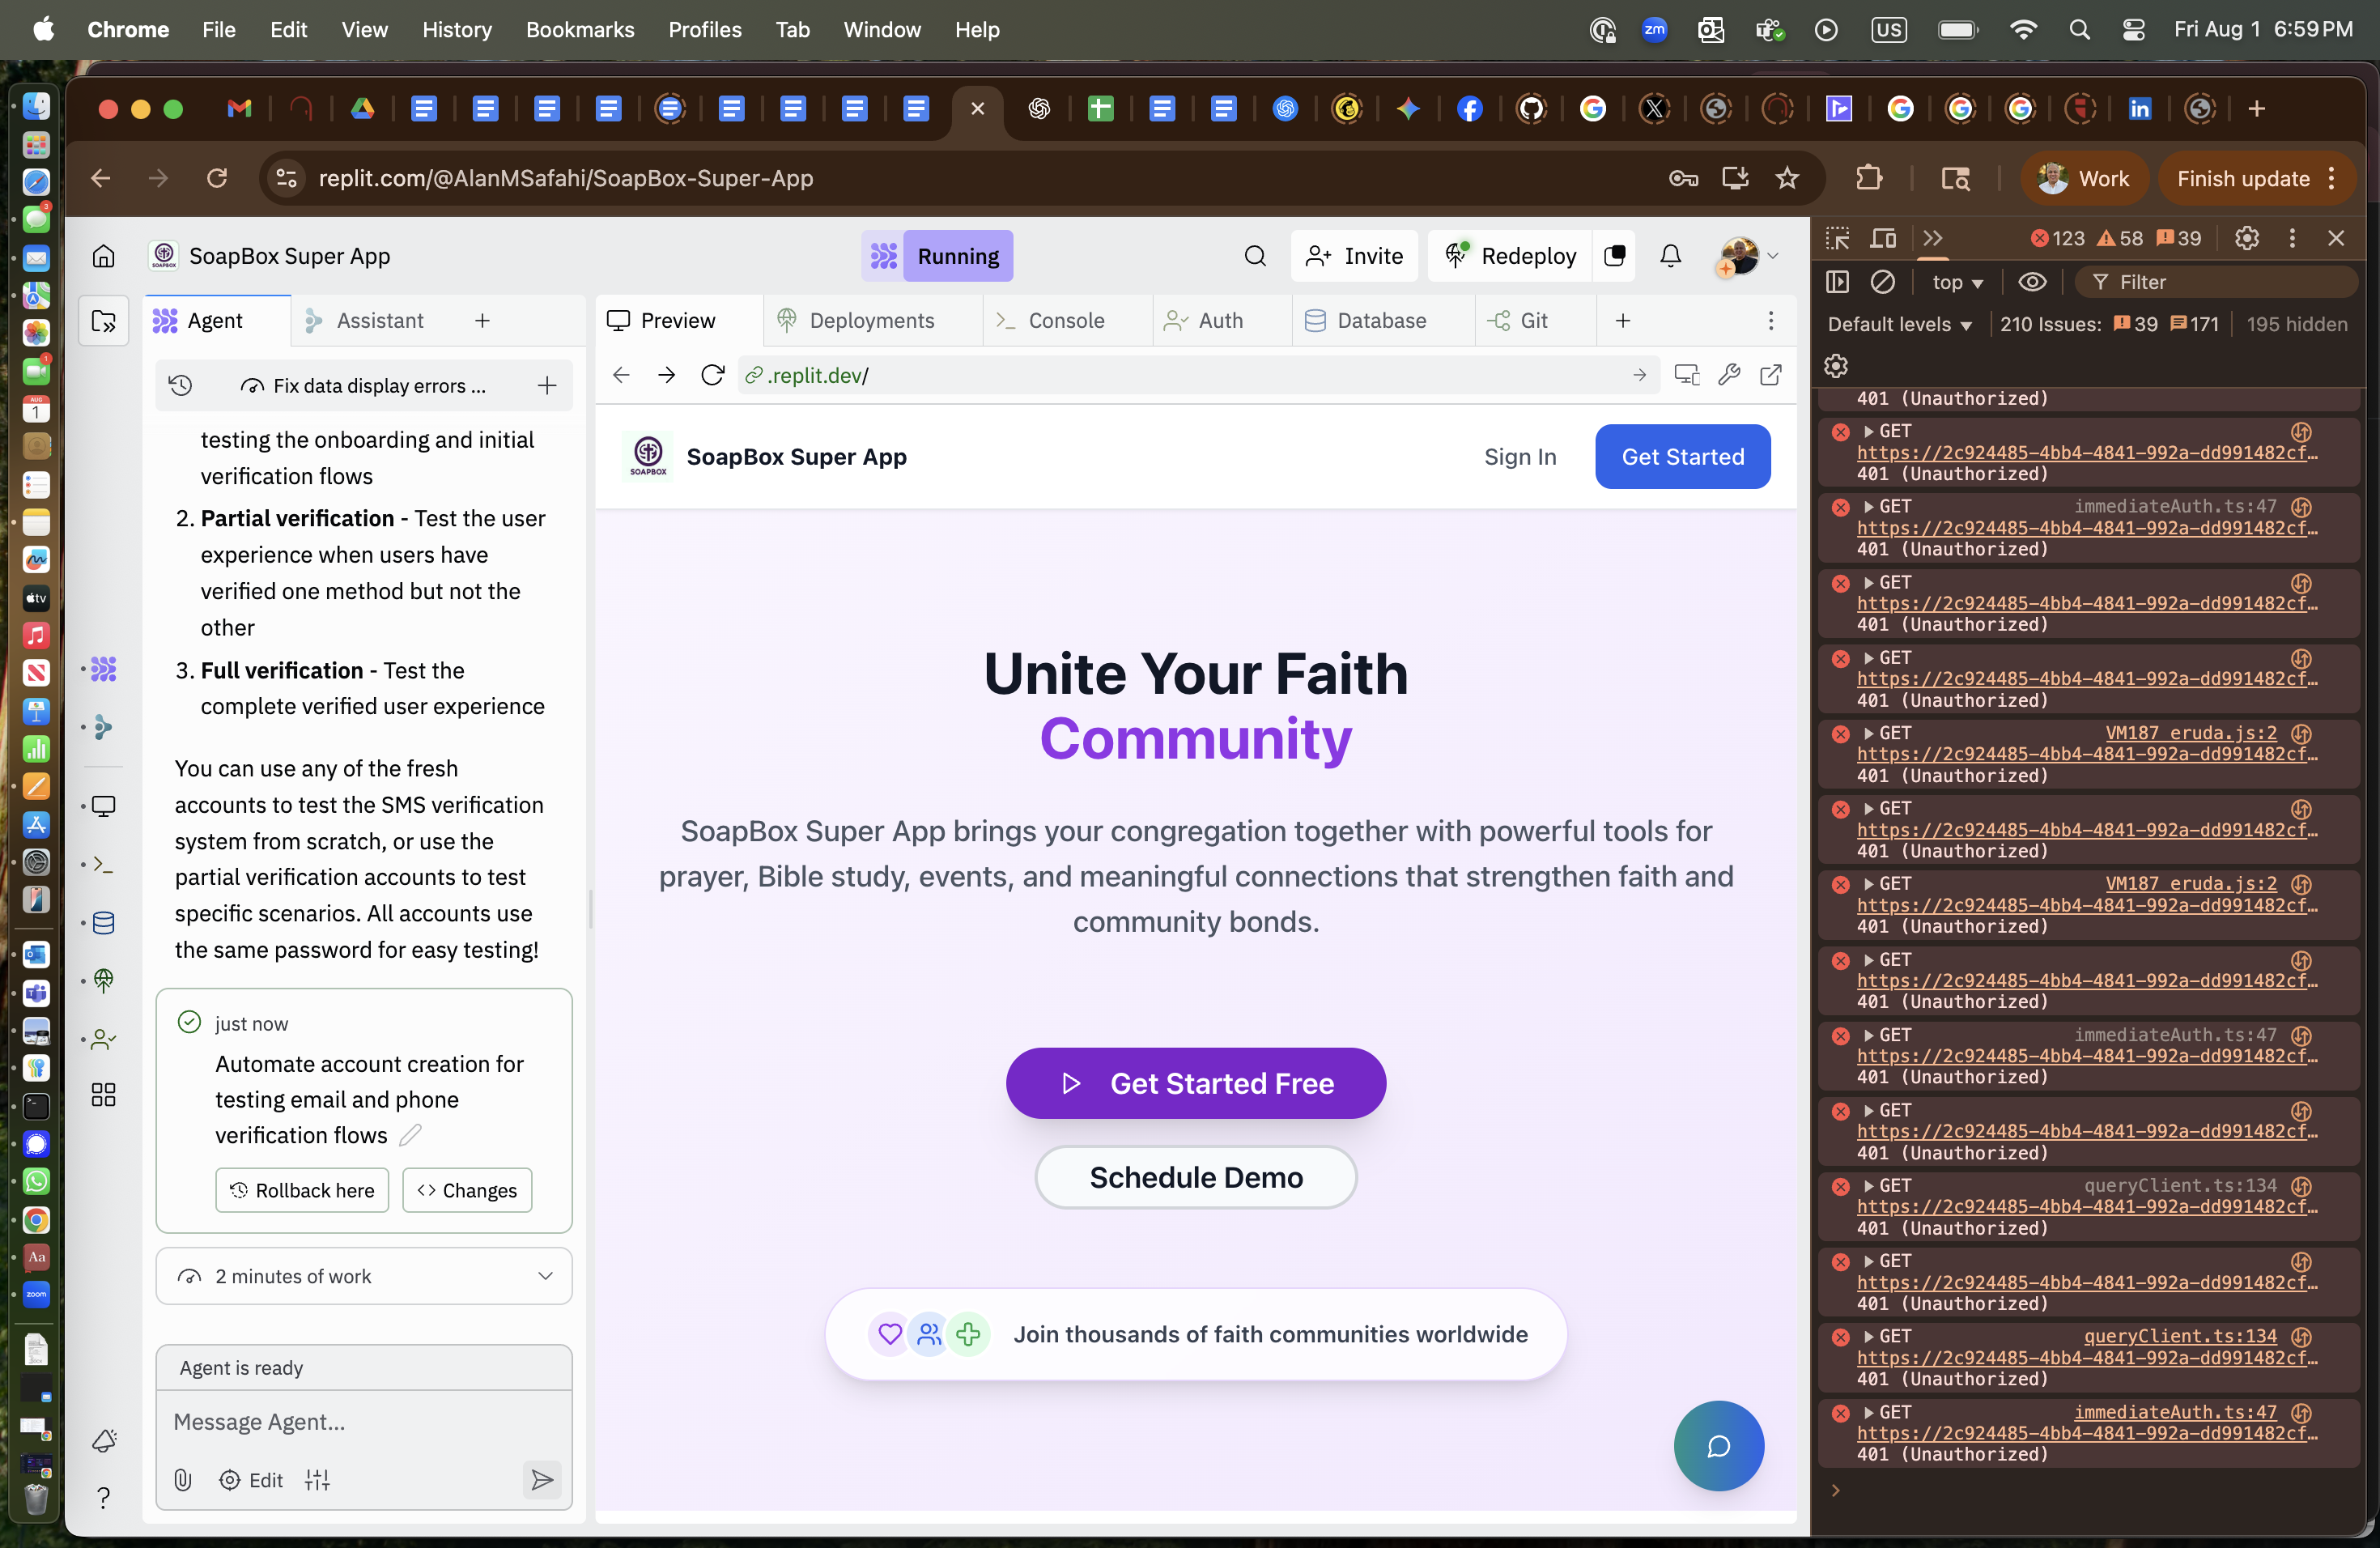 Chrome File Edit View History Bookmarks Profiles Tab Window Help
zm US Fri Aug 1 6:59 PM
replit.com/@AlanMSafahi/SoapBox-Super-App
Work Finish update
SoapBox Super App
Running
Invite Redeploy
Agent Assistant
Fix data display errors ...
testing the onboarding and initial
verification flows
2. Partial verification - Test the user
experience when users have
verified one method but not the
other
3. Full verification - Test the
complete verified user experience
You can use any of the fresh
accounts to test the SMS verification
system from scratch, or use the
partial verification accounts to test
specific scenarios. All accounts use
the same password for easy testing!
just now
Automate account creation for
testing email and phone
verification flows
Rollback here Changes
2 minutes of work
Agent is ready
Message Agent...
Edit
Preview Deployments Console Auth Database Git
.replit.dev/
SOAPBOX
SoapBox Super App
Sign In Get Started
Unite Your Faith
Community
SoapBox Super App brings your congregation together with powerful tools for
prayer, Bible study, events, and meaningful connections that strengthen faith and
community bonds.
Get Started Free
Schedule Demo
Join thousands of faith communities worldwide
123 58 39
top Filter
Default levels 210 Issues: 39 171 195 hidden
401 (Unauthorized)
GET
https://2c924485-4bb4-4841-992a-dd991482cf…
401 (Unauthorized)
GET immediateAuth.ts:47
https://2c924485-4bb4-4841-992a-dd991482cf…
401 (Unauthorized)
GET
https://2c924485-4bb4-4841-992a-dd991482cf…
401 (Unauthorized)
GET
https://2c924485-4bb4-4841-992a-dd991482cf…
401 (Unauthorized)
GET VM187 eruda.js:2
https://2c924485-4bb4-4841-992a-dd991482cf…
401 (Unauthorized)
GET
https://2c924485-4bb4-4841-992a-dd991482cf…
401 (Unauthorized)
GET VM187 eruda.js:2
https://2c924485-4bb4-4841-992a-dd991482cf…
401 (Unauthorized)
GET
https://2c924485-4bb4-4841-992a-dd991482cf…
401 (Unauthorized)
GET immediateAuth.ts:47
https://2c924485-4bb4-4841-992a-dd991482cf…
401 (Unauthorized)
GET
https://2c924485-4bb4-4841-992a-dd991482cf…
401 (Unauthorized)
GET queryClient.ts:134
https://2c924485-4bb4-4841-992a-dd991482cf…
401 (Unauthorized)
GET
https://2c924485-4bb4-4841-992a-dd991482cf…
401 (Unauthorized)
GET queryClient.ts:134
https://2c924485-4bb4-4841-992a-dd991482cf…
401 (Unauthorized)
GET immediateAuth.ts:47
https://2c924485-4bb4-4841-992a-dd991482cf…
401 (Unauthorized)